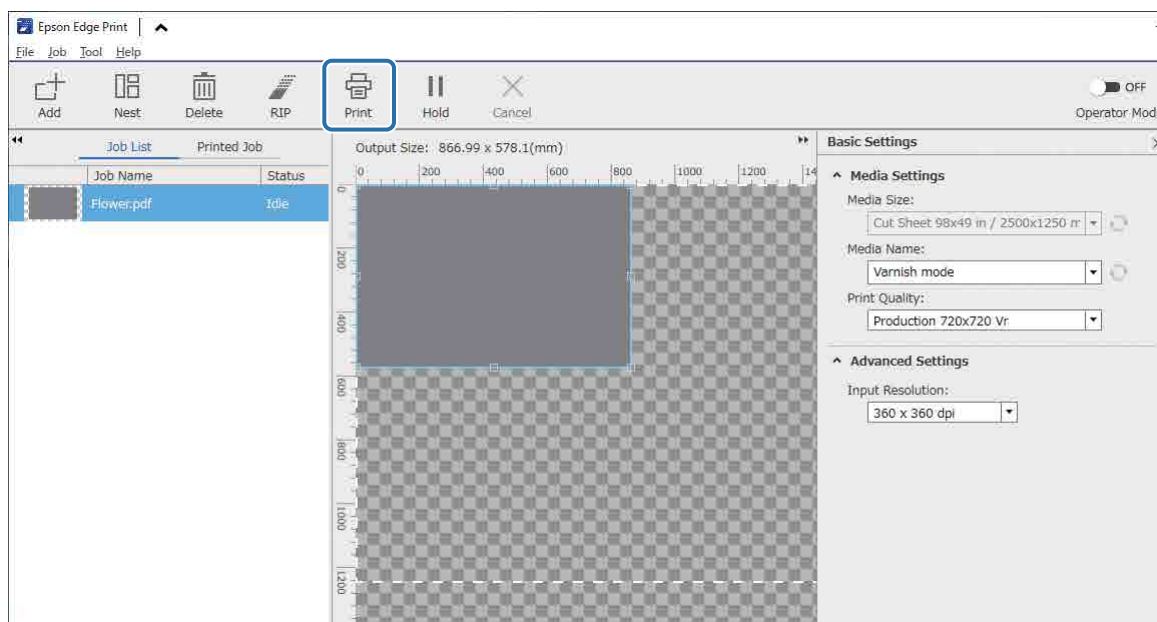 Epson Edge Print
File Job Tool Help
Add Nest Delete RIP Print Hold Cancel
OFF
Operator Mod
Job List Printed Job
Job Name Status
Flower.pdf Idle
Output Size: 866.99 x 578.1(mm)
0 200 400 600 800 1000 1200 14
0
200
400
600
800
1000
1200
Basic Settings
Media Settings
Media Size:
Cut Sheet 98x49 in / 2500x1250 m
Media Name:
Varnish mode
Print Quality:
Production 720x720 Vr
Advanced Settings
Input Resolution:
360 x 360 dpi